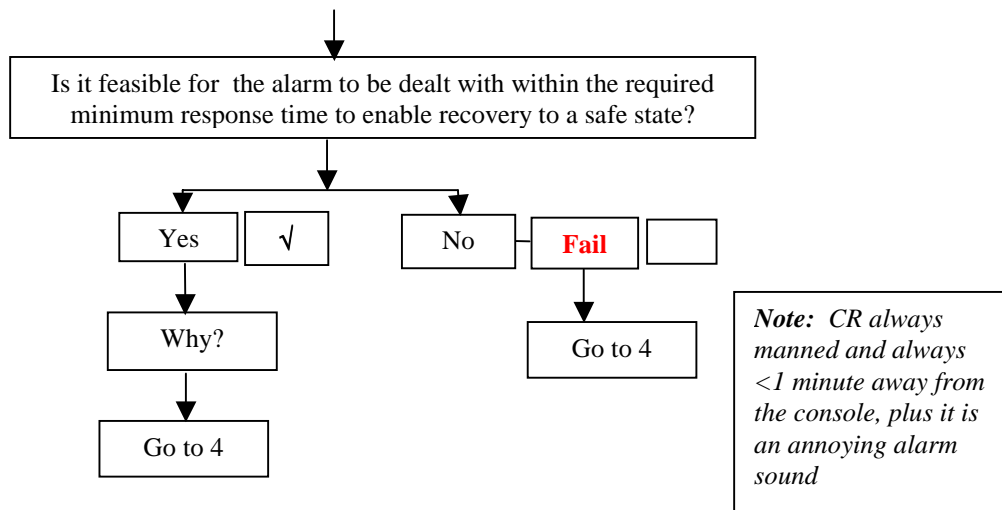 Is it feasible for the alarm to be dealt with within the required
minimum response time to enable recovery to a safe state?
Yes
√
No
Fail
Why?
Go to 4
Go to 4
Note: CR always
manned and always
<1 minute away from
the console, plus it is
an annoying alarm
sound